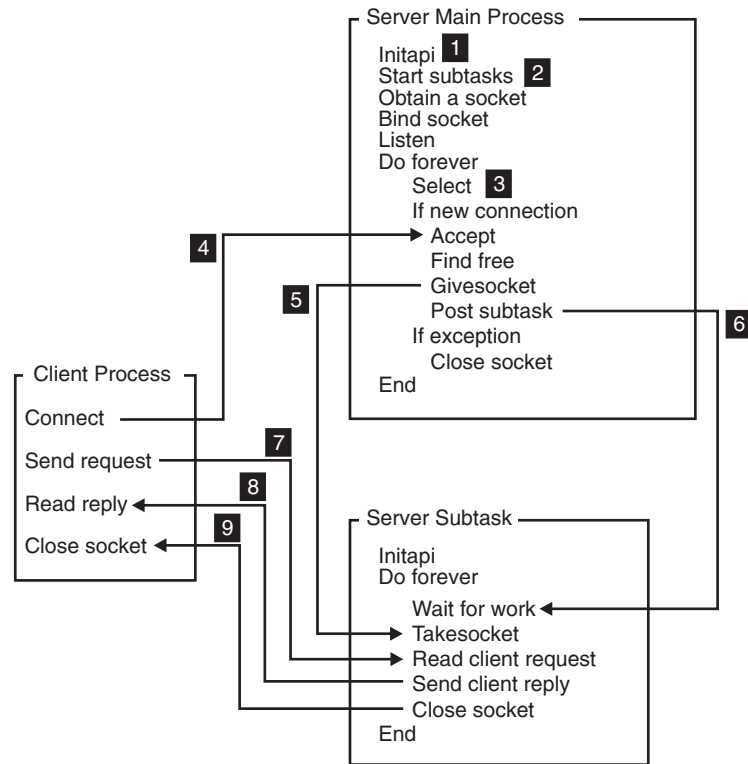 Server Main Process
Initapi 1
Start subtasks 2
Obtain a socket
Bind socket
Listen
Do forever
Select 3
If new connection
4 Accept
Find free
5 Givesocket
Post subtask 6
If exception
Close socket
End
Client Process
Connect
Send request 7
Read reply 8
Close socket 9
Server Subtask
Initapi
Do forever
Wait for work
Takesocket
Read client request
Send client reply
Close socket
End